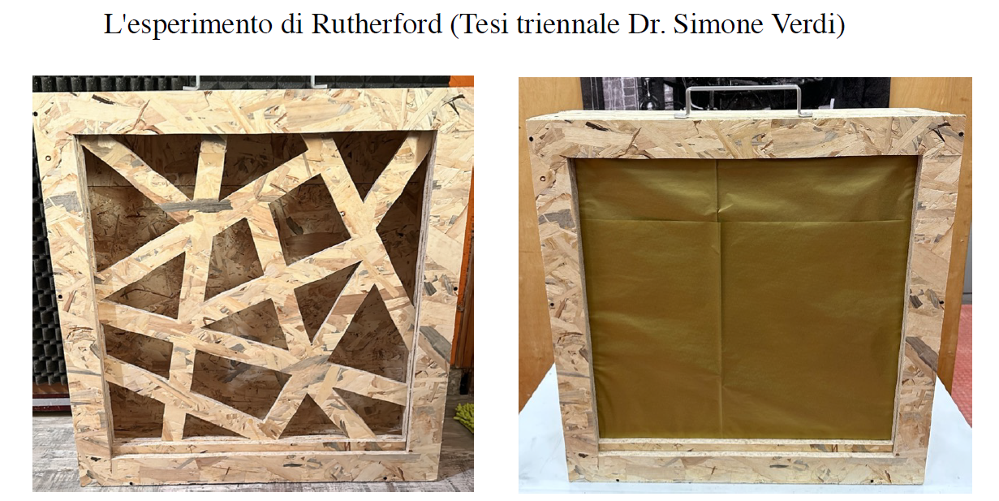 L'esperimento di Rutherford (Tesi triennale Dr. Simone Verdi)